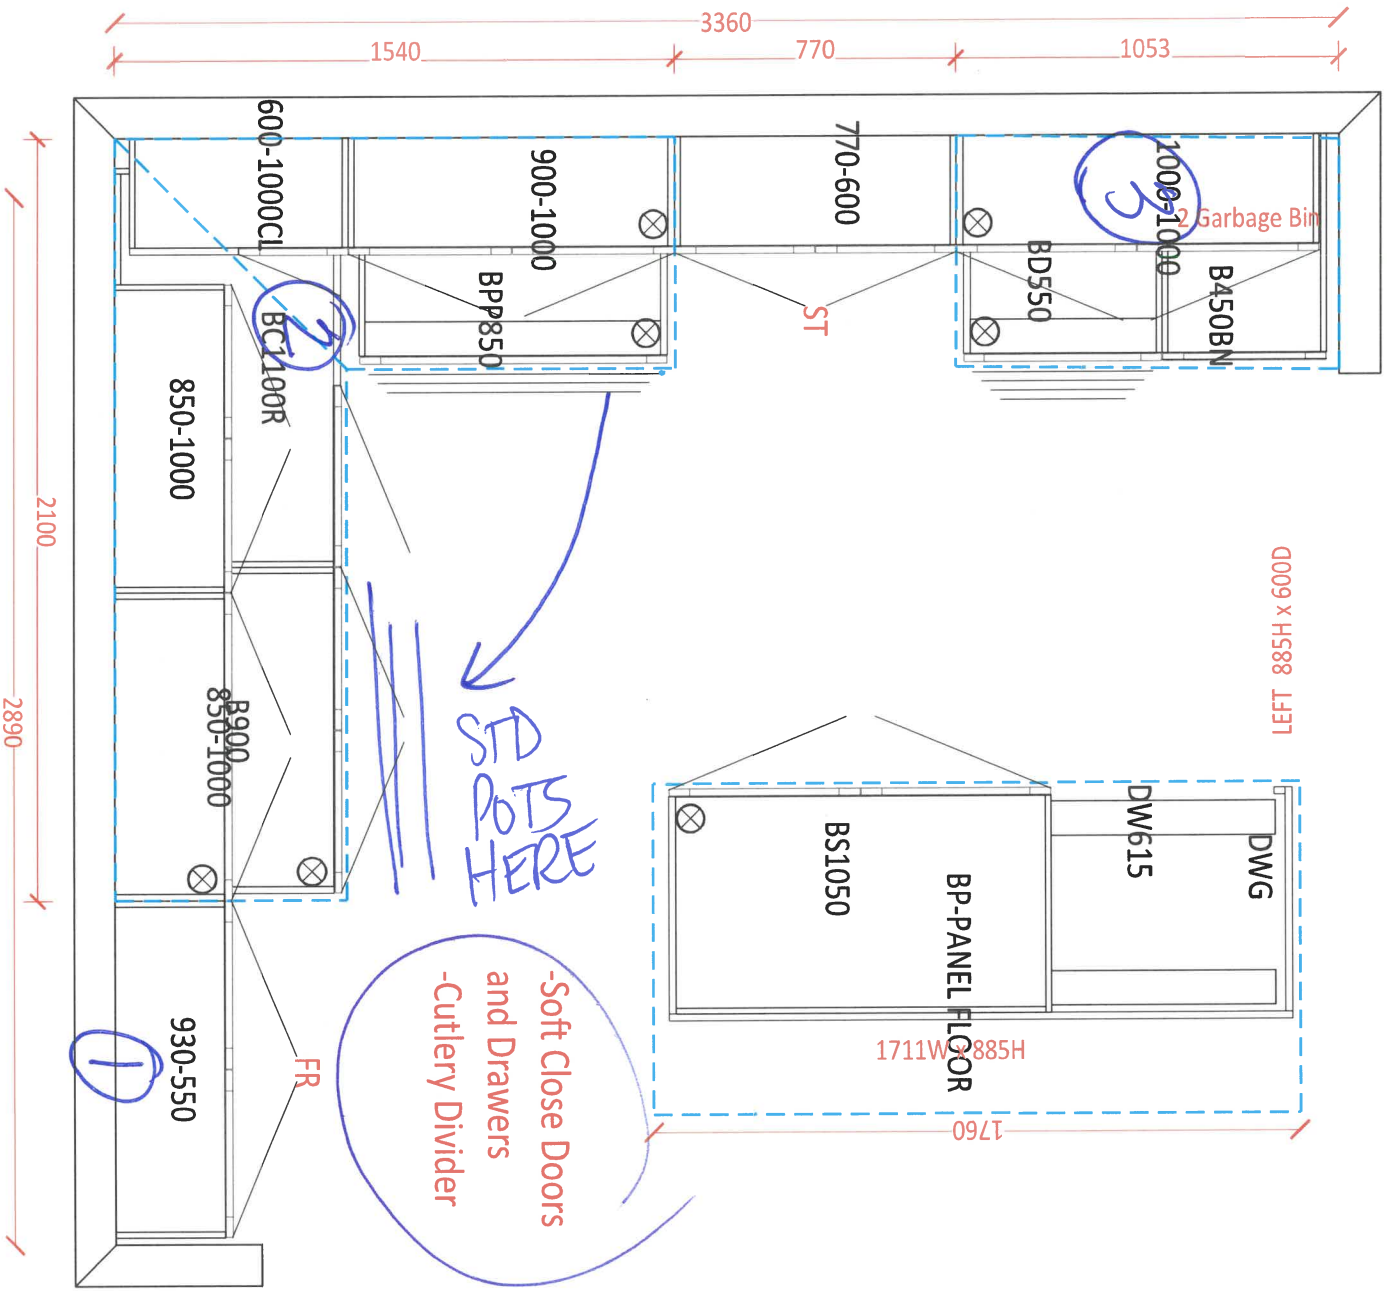 3360
1540
770
1053
600-1000CL
900-1000
770-600
1000-1000
3
2 Garbage Bin
BPP850
ST
BD550
B450BN
2
BC1100R
850-1000
2100
2890
B900
850-1000
STD
POTS
HERE
LEFT H588 x 600D
BS1050
DW615
DWG
BP-PANEL FLOOR
1711W x 885H
1760
930-550
1
FR
-Soft Close Doors
and Drawers
-Cutlery Divider